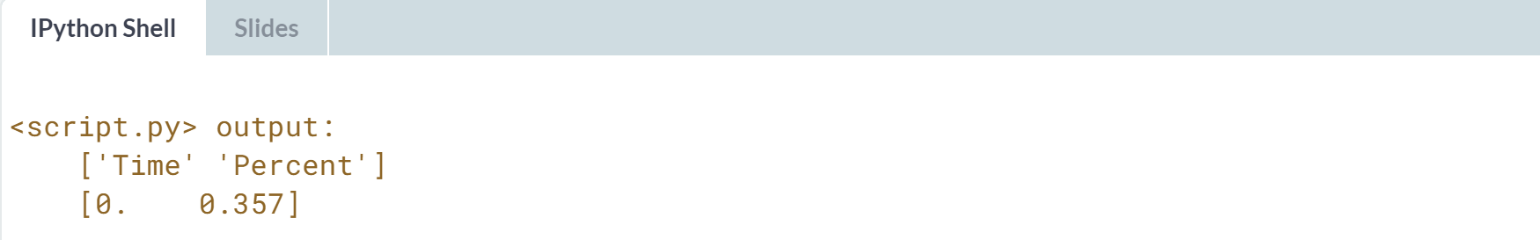 IPython Shell Slides
<script.py> output:
['Time' 'Percent']
[0.    0.357]